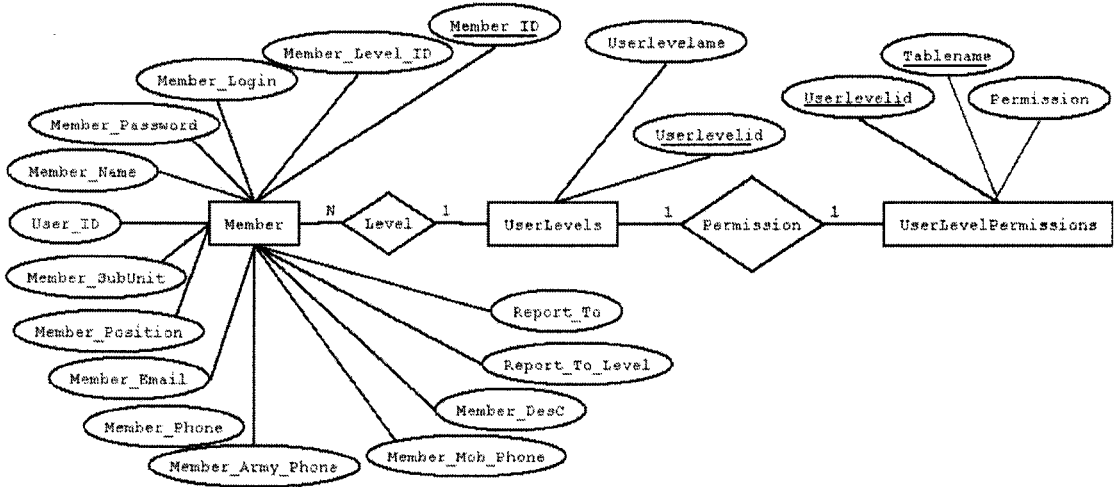 Member_ID
Userlevelame
Member_Level_ID
Tablename
Member_Login
Userlevelid
Permission
Member_Password
Userlevelid
Member_Name
User_ID
Member
N
Level
1
UserLevels
1
Permission
1
UserLevelPermissions
Member_SubUnit
Report_To
Member_Position
Report_To_Level
Member_Email
Member_DesC
Member_Phone
Member_Mob_Phone
Member_Army_Phone